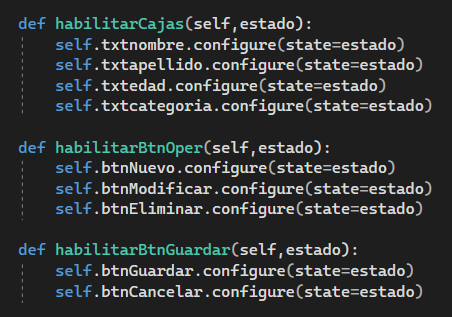 def habilitarCajas(self,estado):
    self.txtnombre.configure(state=estado)
    self.txtapellido.configure(state=estado)
    self.txtedad.configure(state=estado)
    self.txtcategoria.configure(state=estado)

def habilitarBtnOper(self,estado):
    self.btnNuevo.configure(state=estado)
    self.btnModificar.configure(state=estado)
    self.btnEliminar.configure(state=estado)

def habilitarBtnGuardar(self,estado):
    self.btnGuardar.configure(state=estado)
    self.btnCancelar.configure(state=estado)